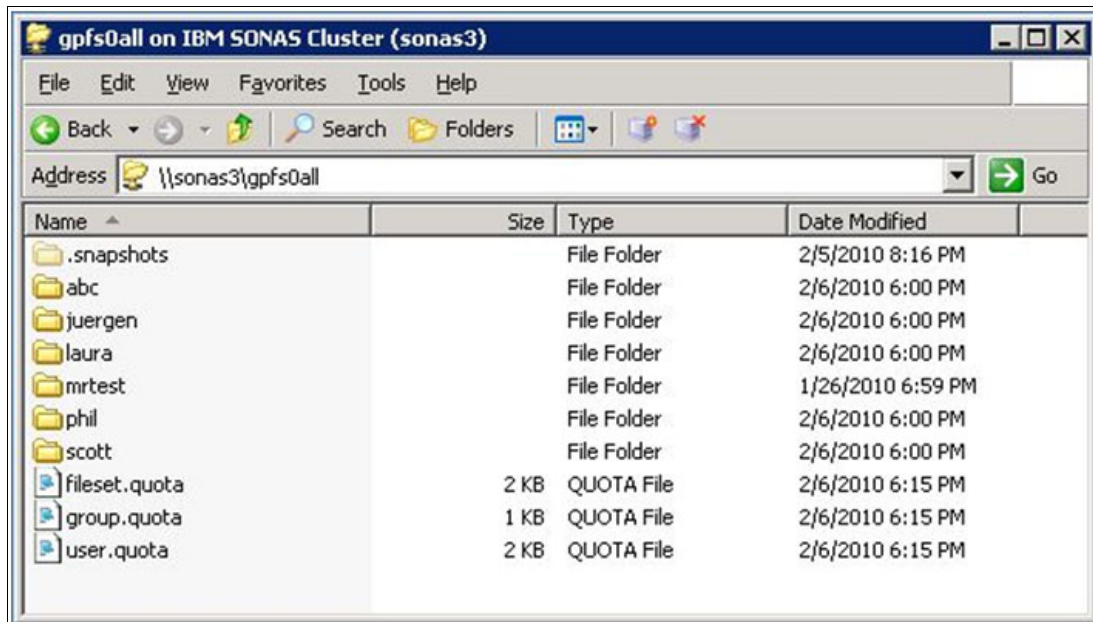 gpfs0all on IBM SONAS Cluster (sonas3)
File Edit View Favorites Tools Help
Back Search Folders
Address \\sonas3\gpfs0all Go
Name Size Type Date Modified
.snapshots File Folder 2/5/2010 8:16 PM
abc File Folder 2/6/2010 6:00 PM
juergen File Folder 2/6/2010 6:00 PM
laura File Folder 2/6/2010 6:00 PM
mrtest File Folder 1/26/2010 6:59 PM
phil File Folder 2/6/2010 6:00 PM
scott File Folder 2/6/2010 6:00 PM
fileset.quota 2 KB QUOTA File 2/6/2010 6:15 PM
group.quota 1 KB QUOTA File 2/6/2010 6:15 PM
user.quota 2 KB QUOTA File 2/6/2010 6:15 PM